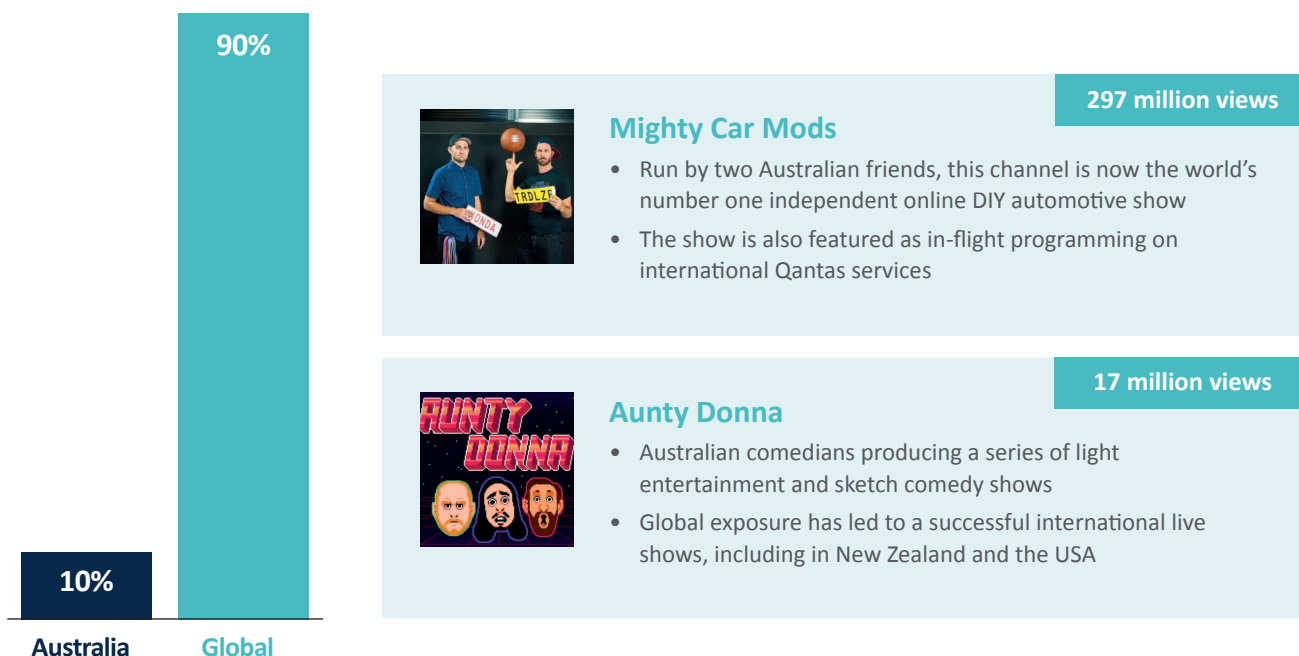 90%
10%
Australia
Global
297 million views
Mighty Car Mods
• Run by two Australian friends, this channel is now the world’s
number one independent online DIY automotive show
• The show is also featured as in-flight programming on
international Qantas services
HONDA
TRDLZF
17 million views
Aunty Donna
• Australian comedians producing a series of light
entertainment and sketch comedy shows
• Global exposure has led to a successful international live
shows, including in New Zealand and the USA
AUNTY
DONNA